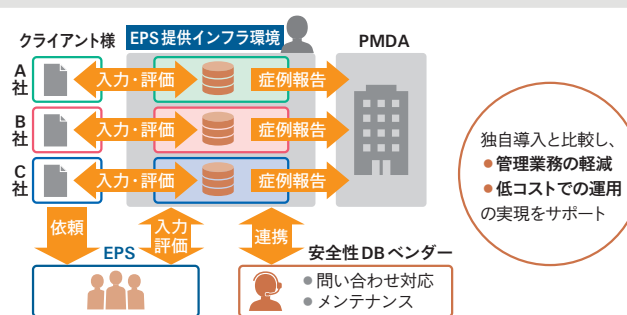 クライアント様
EPS提供インフラ環境
PMDA
A社
入力・評価
症例報告
B社
入力・評価
症例報告
C社
入力・評価
症例報告
依頼
入力
評価
連携
EPS
安全性DBベンダー
●問い合わせ対応
●メンテナンス
独自導入と比較し、
●管理業務の軽減
●低コストでの運用
の実現をサポート